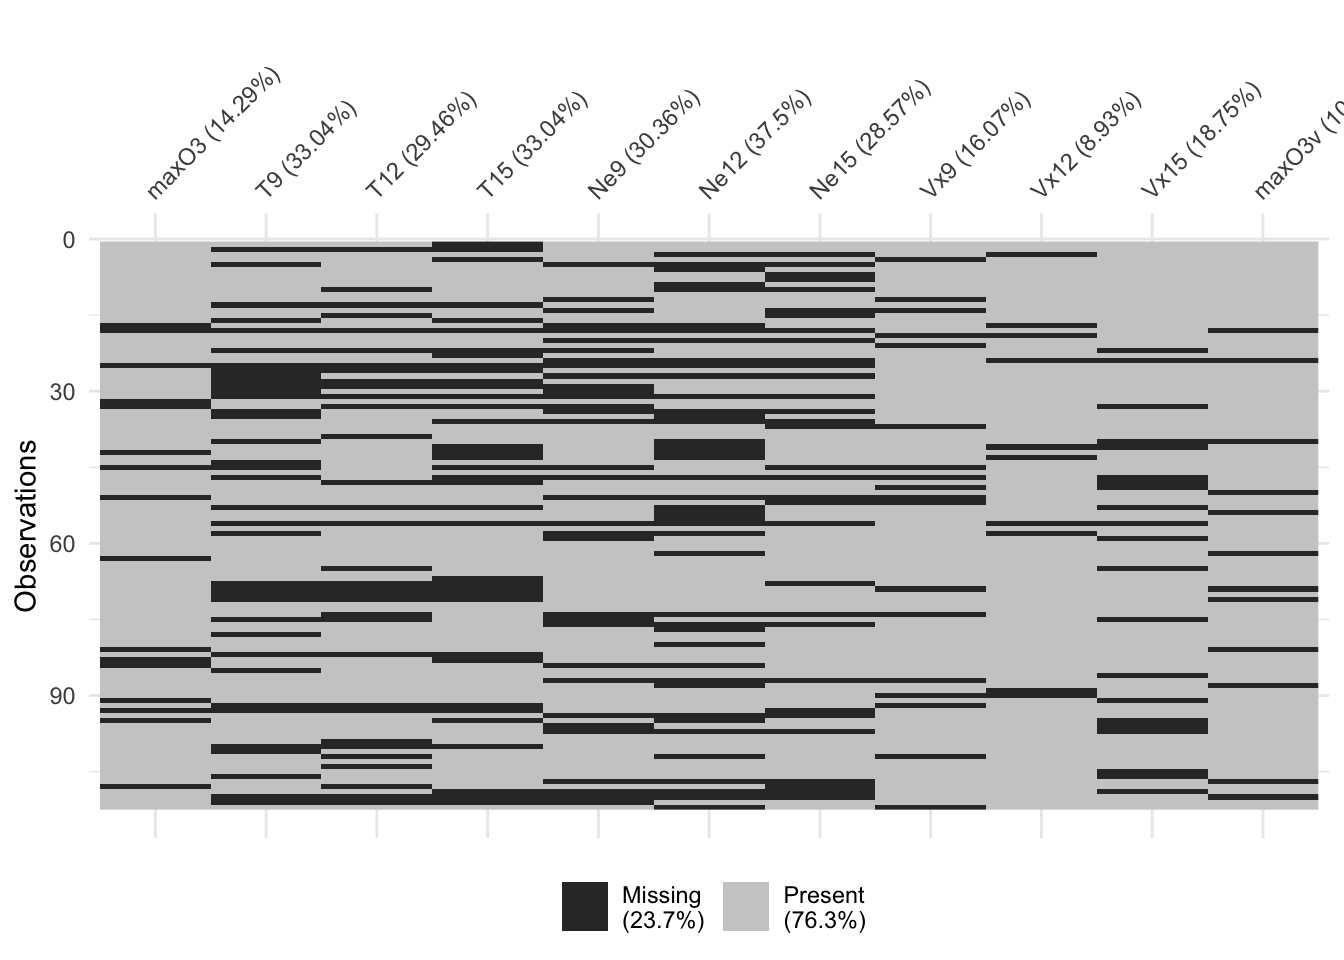 maxO3 (14.29%)
T9 (33.04%)
T12 (29.46%)
T15 (33.04%)
Ne9 (30.36%)
Ne12 (37.5%)
Ne15 (28.57%)
Vx9 (16.07%)
Vx12 (8.93%)
Vx15 (18.75%)
maxO3v (10
0
30
60
90
Observations
Missing
(23.7%)
Present
(76.3%)